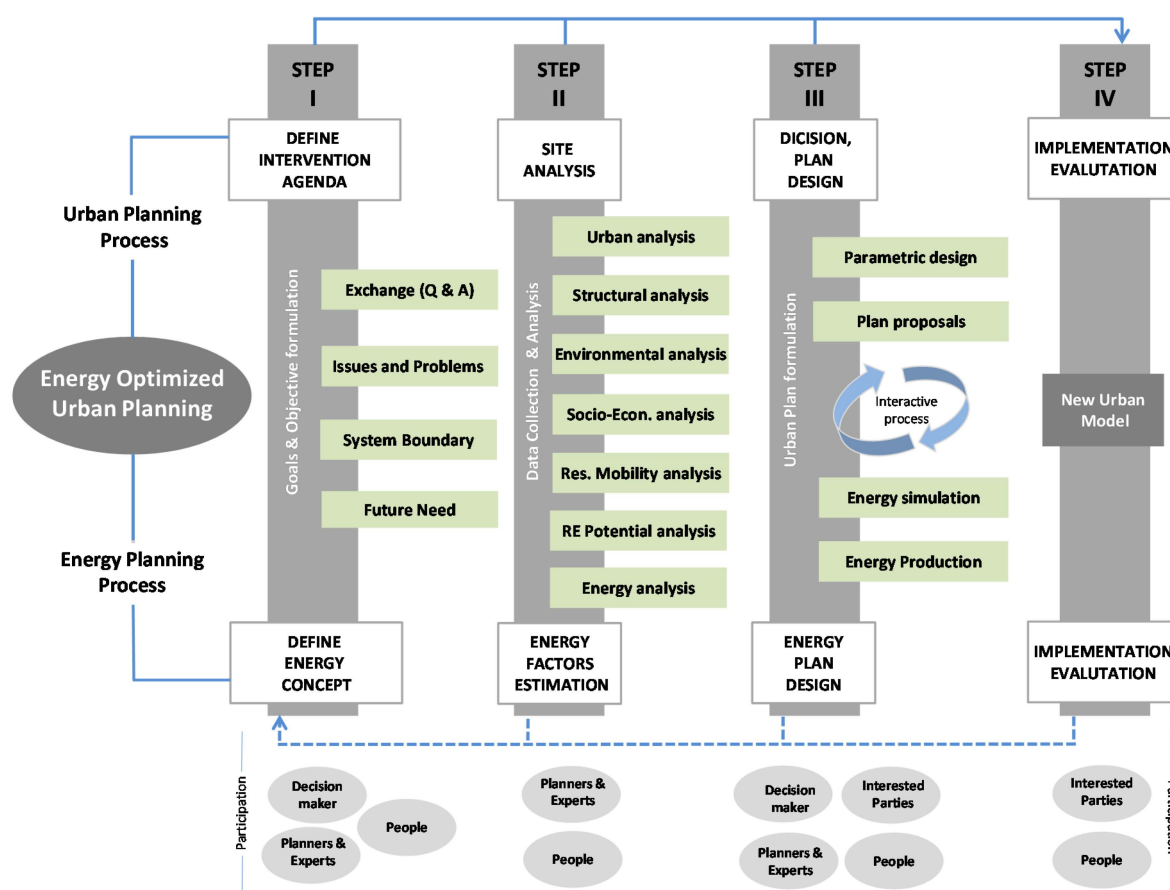 STEP
I
STEP
II
STEP
III
STEP
IV
DEFINE
INTERVENTION
AGENDA
SITE
ANALYSIS
DICISION,
PLAN
DESIGN
IMPLEMENTATION
EVALUTATION
Urban Planning
Process
Energy Optimized
Urban Planning
Energy Planning
Process
Goals & Objective formulation
Exchange (Q & A)
Issues and Problems
System Boundary
Future Need
Data Collection & Analysis
Urban analysis
Structural analysis
Environmental analysis
Socio-Econ. analysis
Res. Mobility analysis
RE Potential analysis
Energy analysis
Urban Plan formulation
Parametric design
Plan proposals
Interactive
process
Energy simulation
Energy Production
New Urban
Model
DEFINE
ENERGY
CONCEPT
ENERGY
FACTORS
ESTIMATION
ENERGY
PLAN
DESIGN
IMPLEMENTATION
EVALUTATION
Participation
Decision
maker
People
Planners &
Experts
Planners &
Experts
People
Decision
maker
Interested
Parties
Planners &
Experts
People
Interested
Parties
People